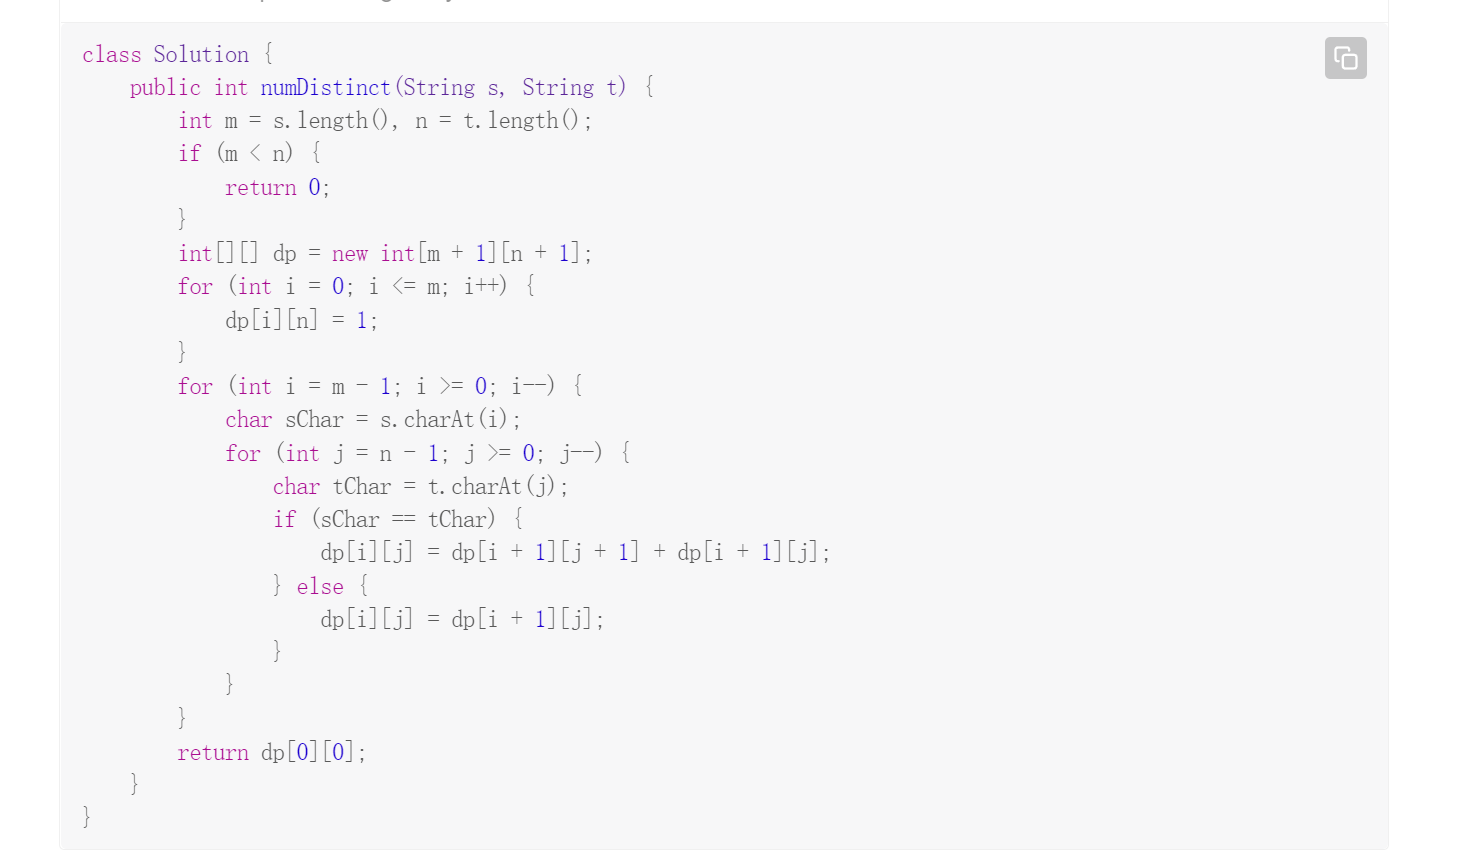 class Solution {
    public int numDistinct(String s, String t) {
        int m = s.length(), n = t.length();
        if (m < n) {
            return 0;
        }
        int[][] dp = new int[m + 1][n + 1];
        for (int i = 0; i <= m; i++) {
            dp[i][n] = 1;
        }
        for (int i = m - 1; i >= 0; i--) {
            char sChar = s.charAt(i);
            for (int j = n - 1; j >= 0; j--) {
                char tChar = t.charAt(j);
                if (sChar == tChar) {
                    dp[i][j] = dp[i + 1][j + 1] + dp[i + 1][j];
                } else {
                    dp[i][j] = dp[i + 1][j];
                }
            }
        }
        return dp[0][0];
    }
}